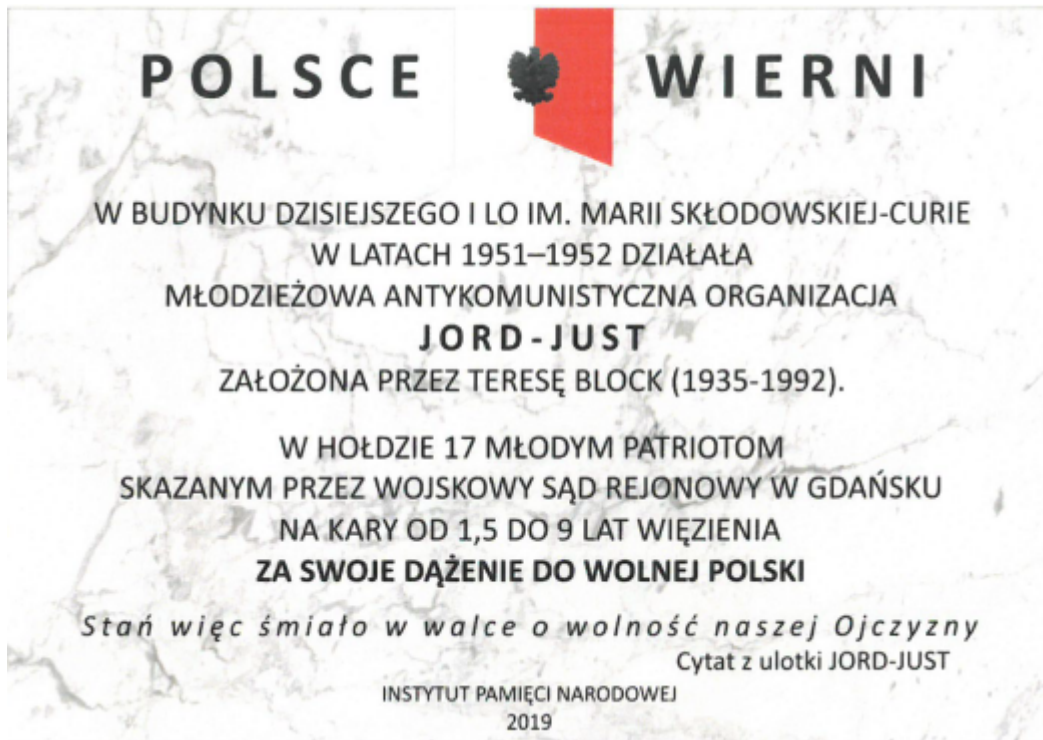 POLSCE WIERNI
W BUDYNKU DZISIEJSZEGO I LO IM. MARII SKŁODOWSKIEJ-CURIE
W LATACH 1951–1952 DZIAŁAŁA
MŁODZIEŻOWA ANTYKOMUNISTYCZNA ORGANIZACJA
JORD-JUST
ZAŁOŻONA PRZEZ TERESĘ BLOCK (1935-1992).
W HOŁDZIE 17 MŁODYM PATRIOTOM
SKAZANYM PRZEZ WOJSKOWY SĄD REJONOWY W GDAŃSKU
NA KARY OD 1,5 DO 9 LAT WIĘZIENIA
ZA SWOJE DĄŻENIE DO WOLNEJ POLSKI
Stań więc śmiało w walce o wolność naszej Ojczyzny
Cytat z ulotki JORD-JUST
INSTYTUT PAMIĘCI NARODOWEJ
2019